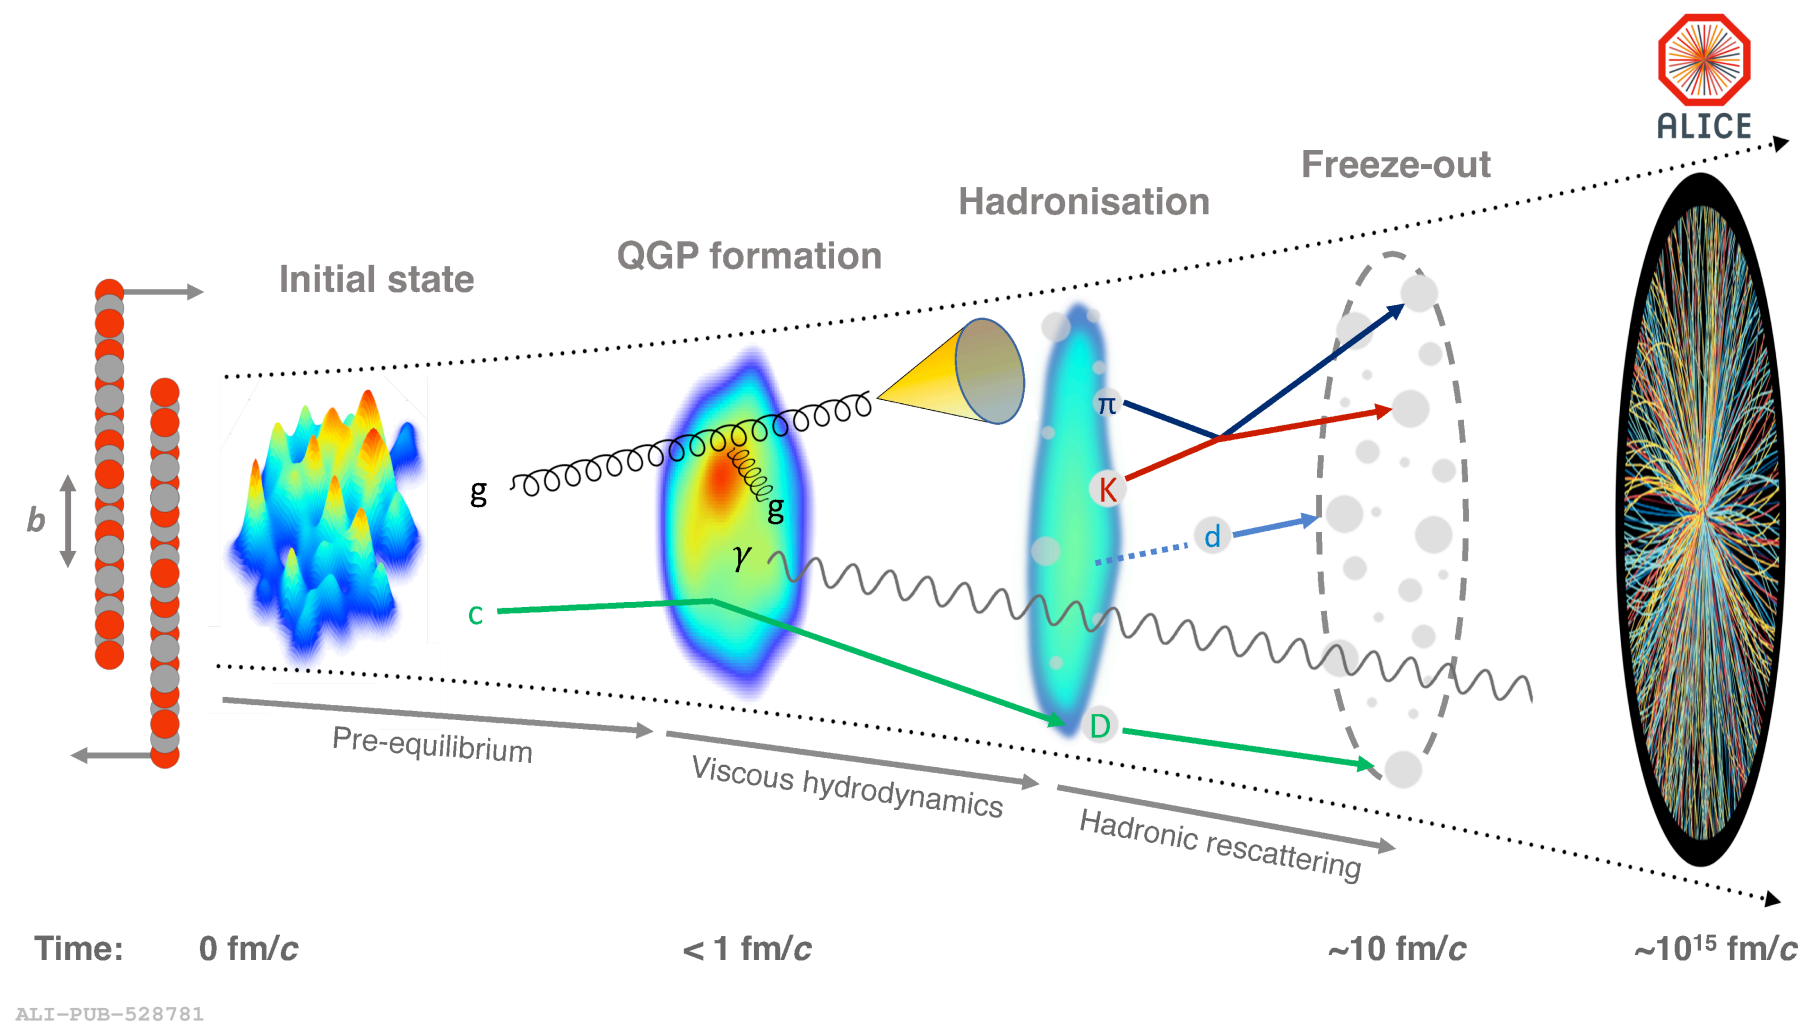 ALICE
Freeze-out
Hadronisation
QGP formation
Initial state
b
g
g
γ
c
π
K
d
D
Pre-equilibrium
Viscous hydrodynamics
Hadronic rescattering
Time: 0 fm/c < 1 fm/c ~10 fm/c ~10¹⁵ fm/c
ALI-PUB-528781